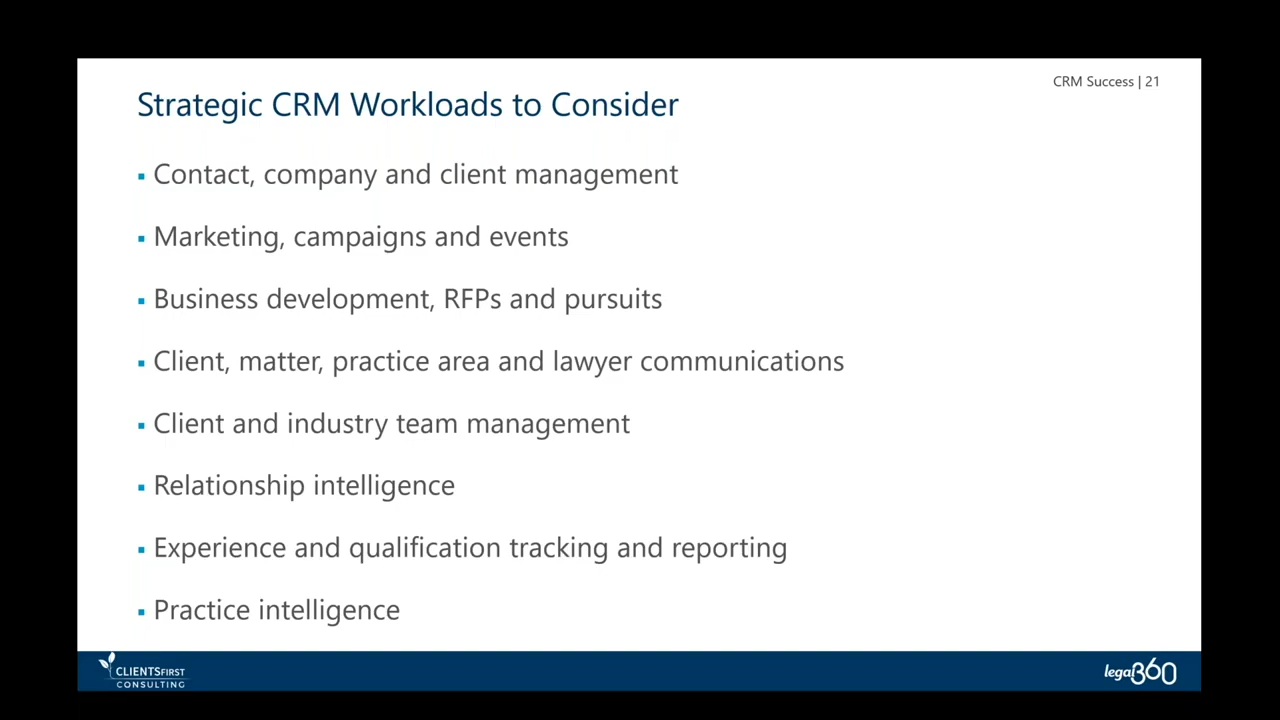 CRM Success | 21
Strategic CRM Workloads to Consider
▪ Contact, company and client management
▪ Marketing, campaigns and events
▪ Business development, RFPs and pursuits
▪ Client, matter, practice area and lawyer communications
▪ Client and industry team management
▪ Relationship intelligence
▪ Experience and qualification tracking and reporting
▪ Practice intelligence
CLIENTSFIRST
CONSULTING
legal360